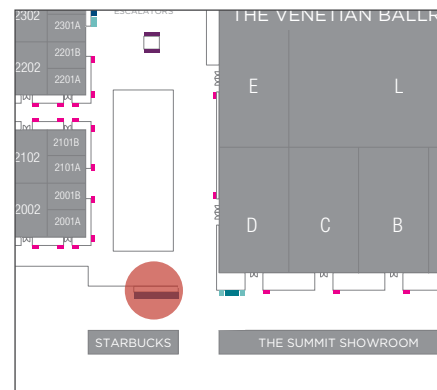 2302
2301A
ESCALATORS
THE VENETIAN BALLR
2202
2201B
2201A
E
L
2102
2101B
2101A
2002
2001B
2001A
D
C
B
STARBUCKS
THE SUMMIT SHOWROOM